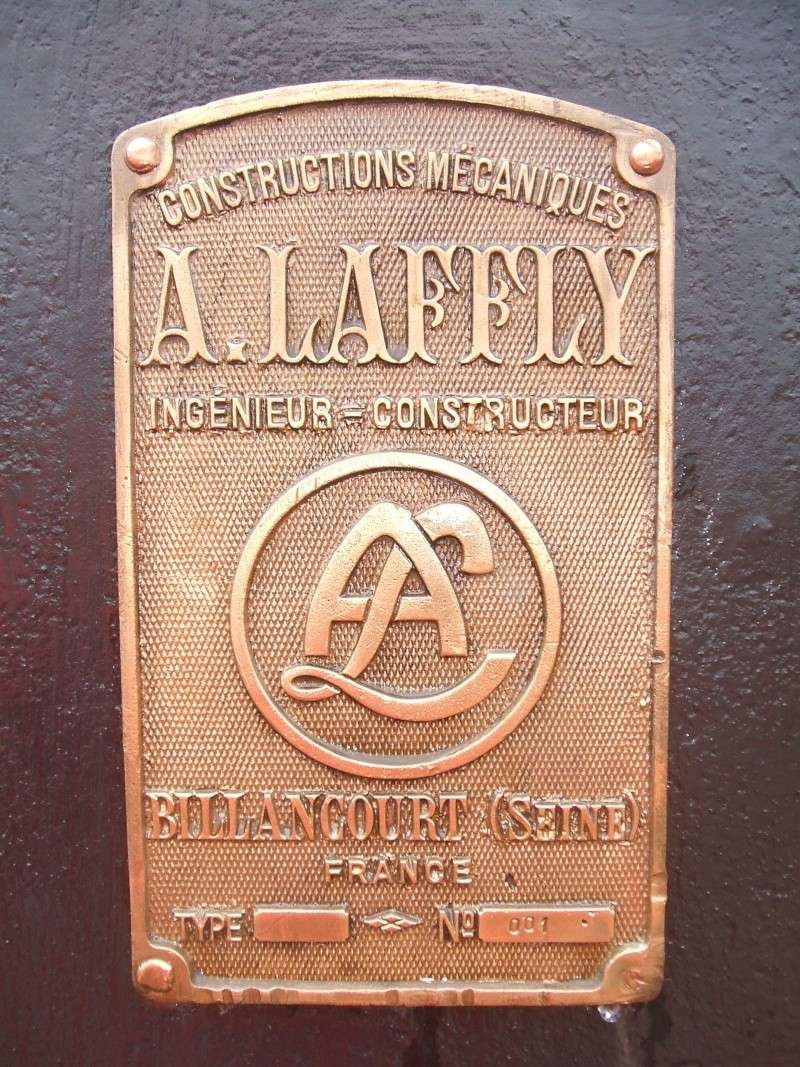 CONSTRUCTIONS MÉCANIQUES
A. LAFFLY
INGÉNIEUR = CONSTRUCTEUR
AL
BILLANCOURT (SEINE)
FRANCE
TYPE Nº 001